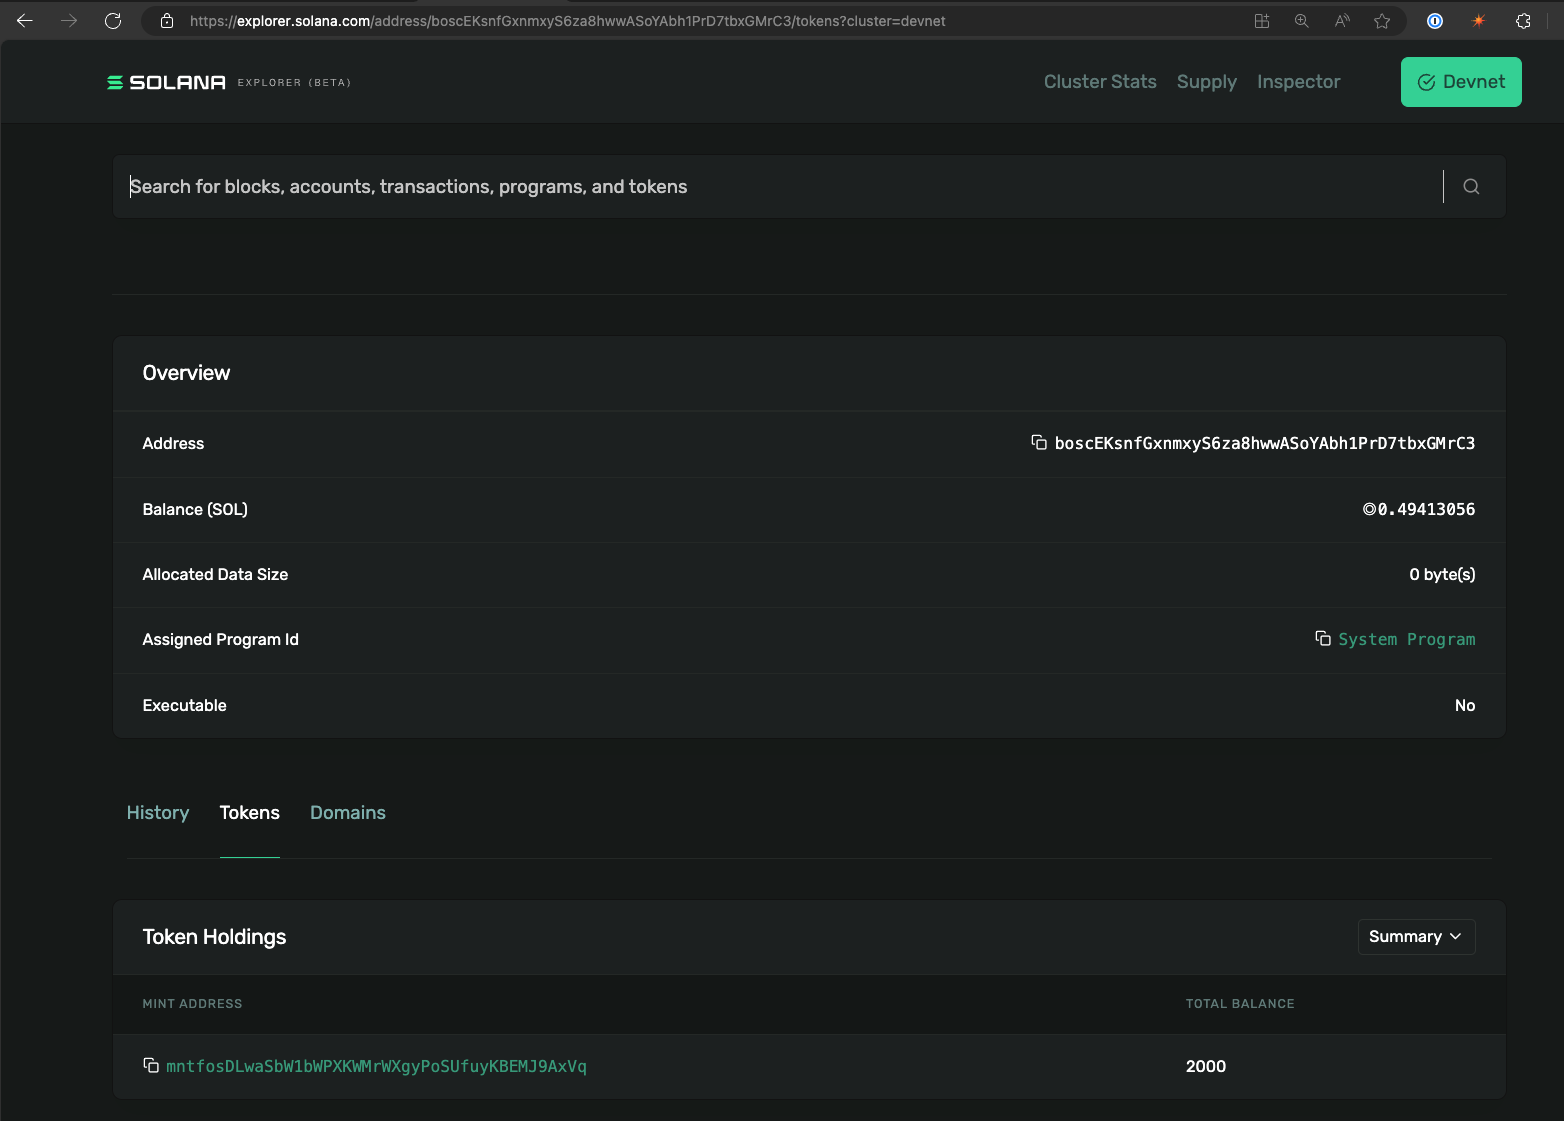 https://explorer.solana.com/address/boscEKsnfGxnmxyS6za8hwwASoYAbh1PrD7tbxGMrC3/tokens?cluster=devnet
SOLANA EXPLORER (BETA)
Cluster Stats Supply Inspector Devnet
Search for blocks, accounts, transactions, programs, and tokens
Overview
Address boscEKsnfGxnmxyS6za8hwwASoYAbh1PrD7tbxGMrC3
Balance (SOL) ◎0.49413056
Allocated Data Size 0 byte(s)
Assigned Program Id System Program
Executable No
History Tokens Domains
Token Holdings Summary
MINT ADDRESS TOTAL BALANCE
mntfosDLwaSbW1bWPXKWMrWXgyPoSUfuyKBEMJ9AxVq 2000